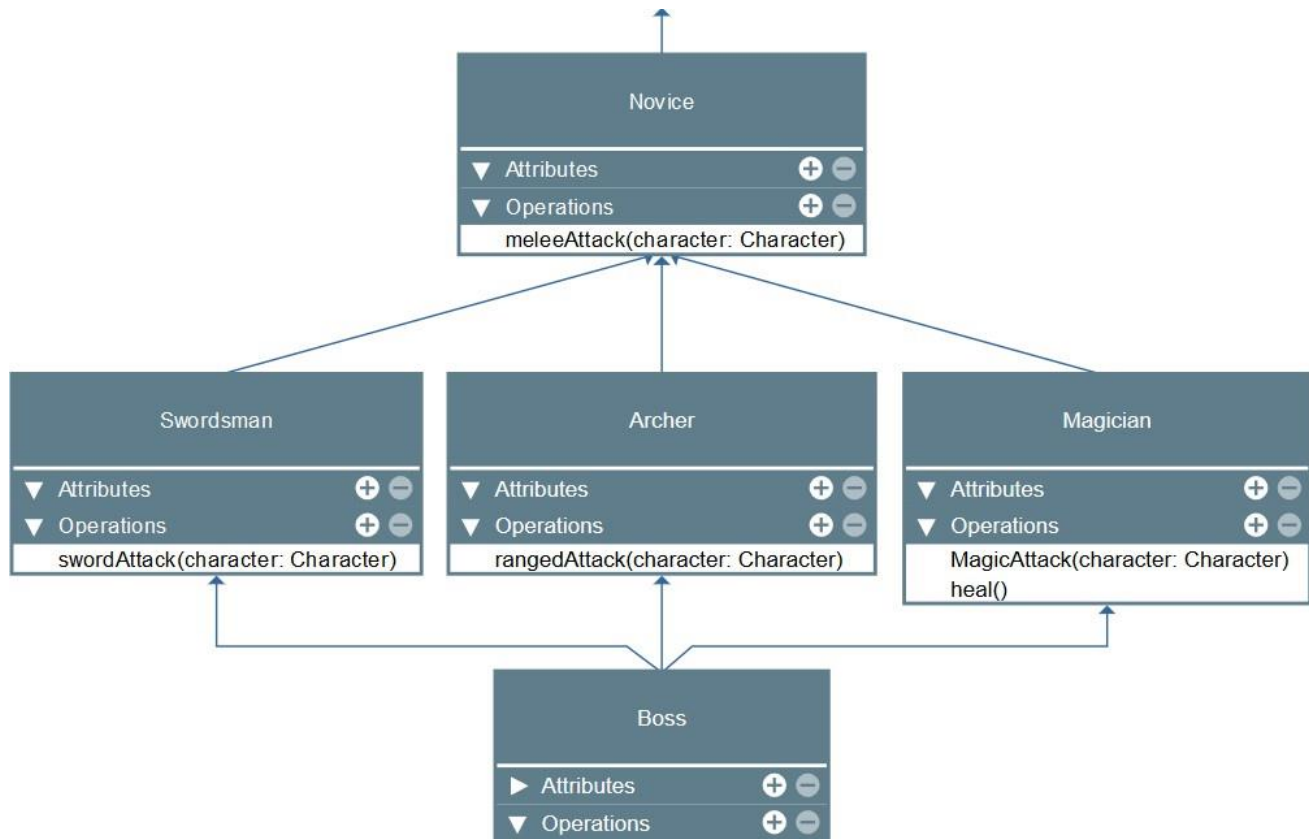 Novice
Attributes
Operations
meleeAttack(character: Character)
Swordsman
Attributes
Operations
swordAttack(character: Character)
Archer
Attributes
Operations
rangedAttack(character: Character)
Magician
Attributes
Operations
MagicAttack(character: Character)
heal()
Boss
Attributes
Operations